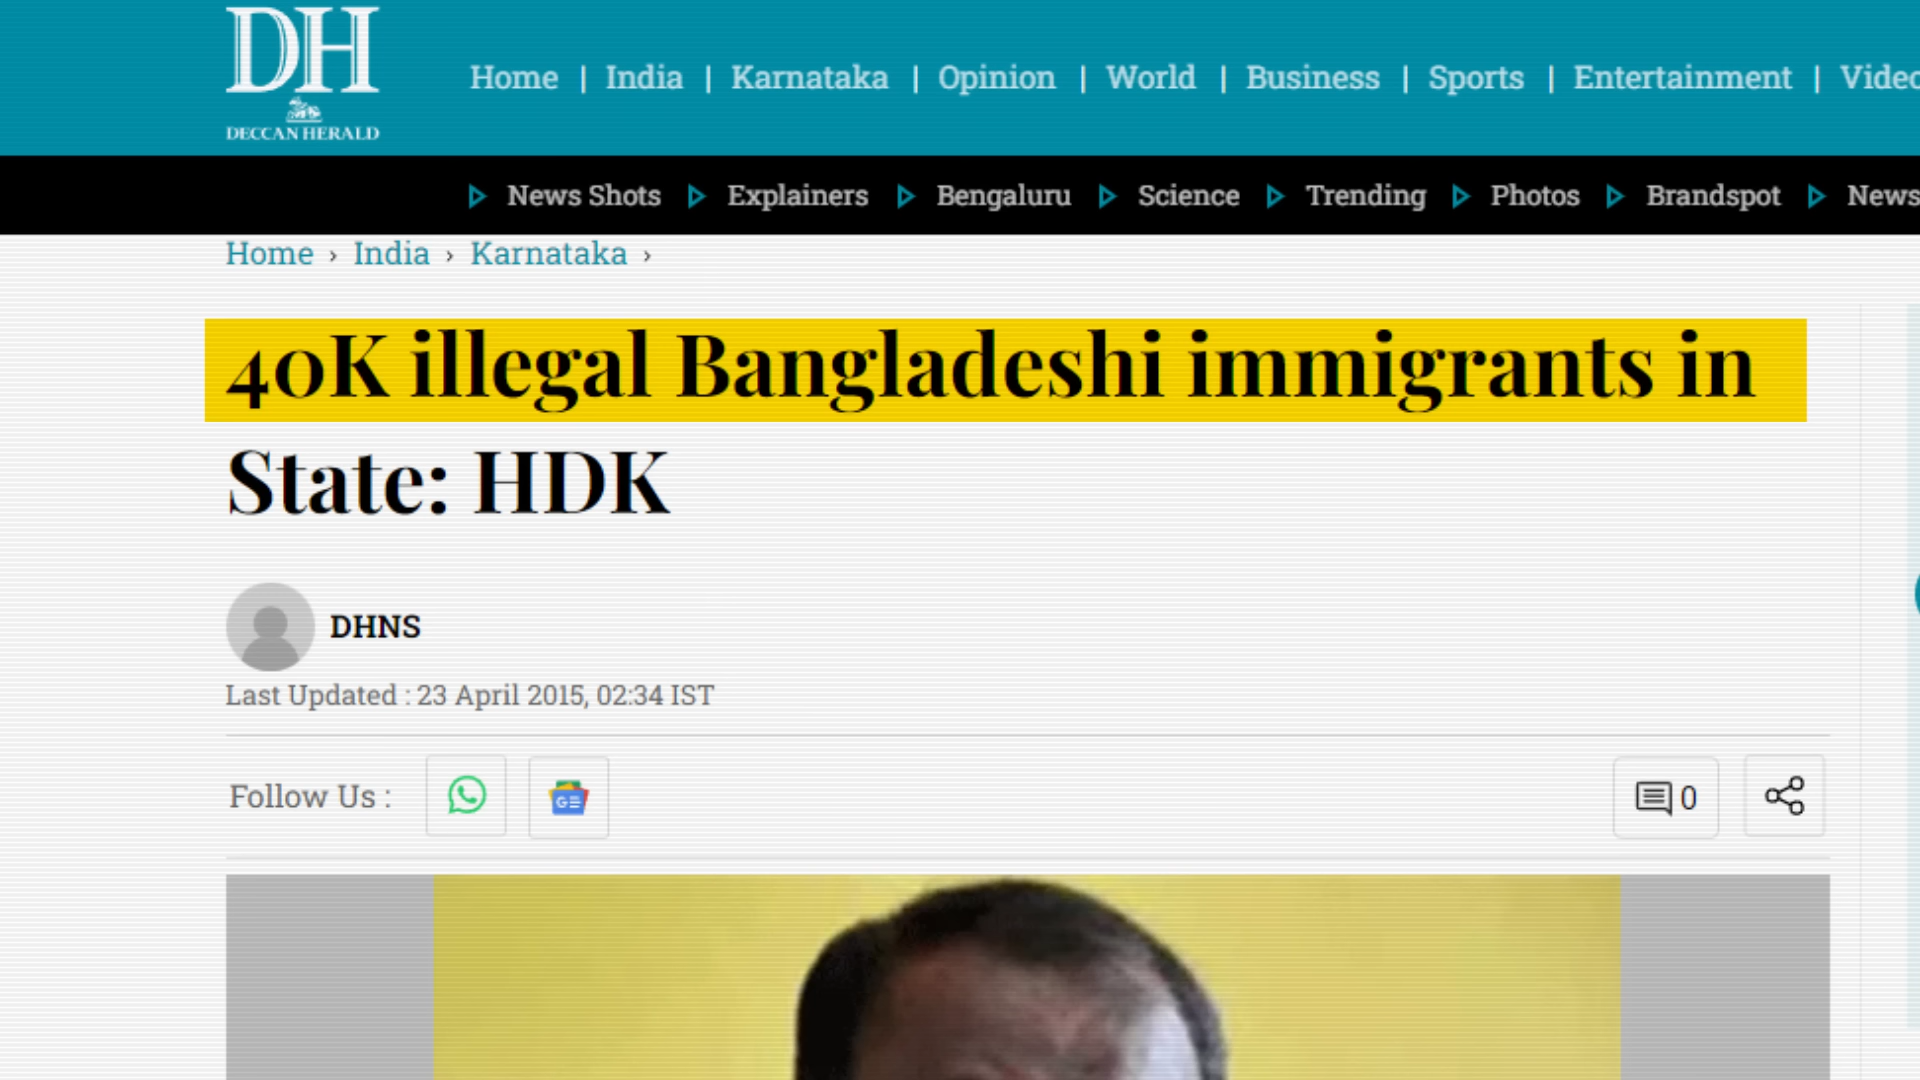 DH
DECCAN HERALD
Home | India | Karnataka | Opinion | World | Business | Sports | Entertainment |
News Shots Explainers Bengaluru Science Trending Photos Brandspot News
Home › India › Karnataka ›
40K illegal Bangladeshi immigrants in
State: HDK
DHNS
Last Updated : 23 April 2015, 02:34 IST
Follow Us :
GE
0